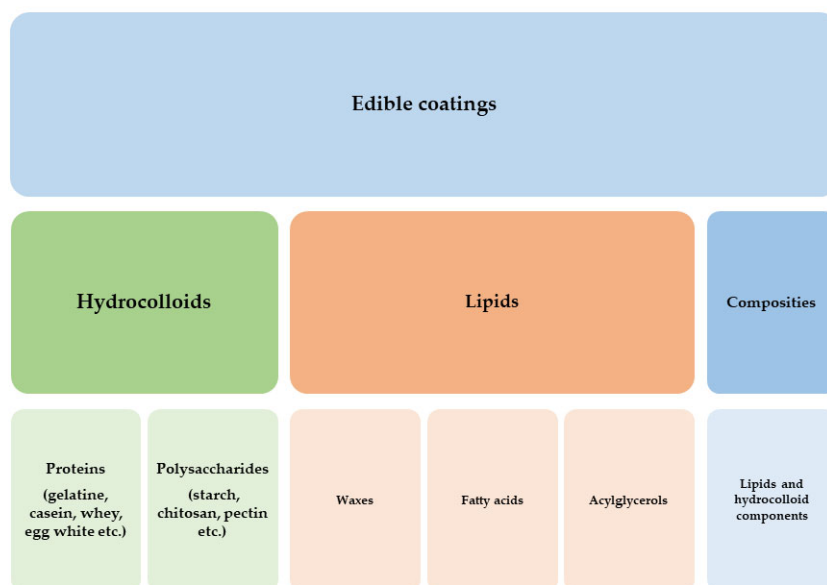 Edible coatings
Hydrocolloids
Lipids
Composities
Proteins
(gelatine,
casein, whey,
egg white etc.)
Polysaccharides
(starch,
chitosan, pectin
etc.)
Waxes
Fatty acids
Acylglycerols
Lipids and
hydrocolloid
components